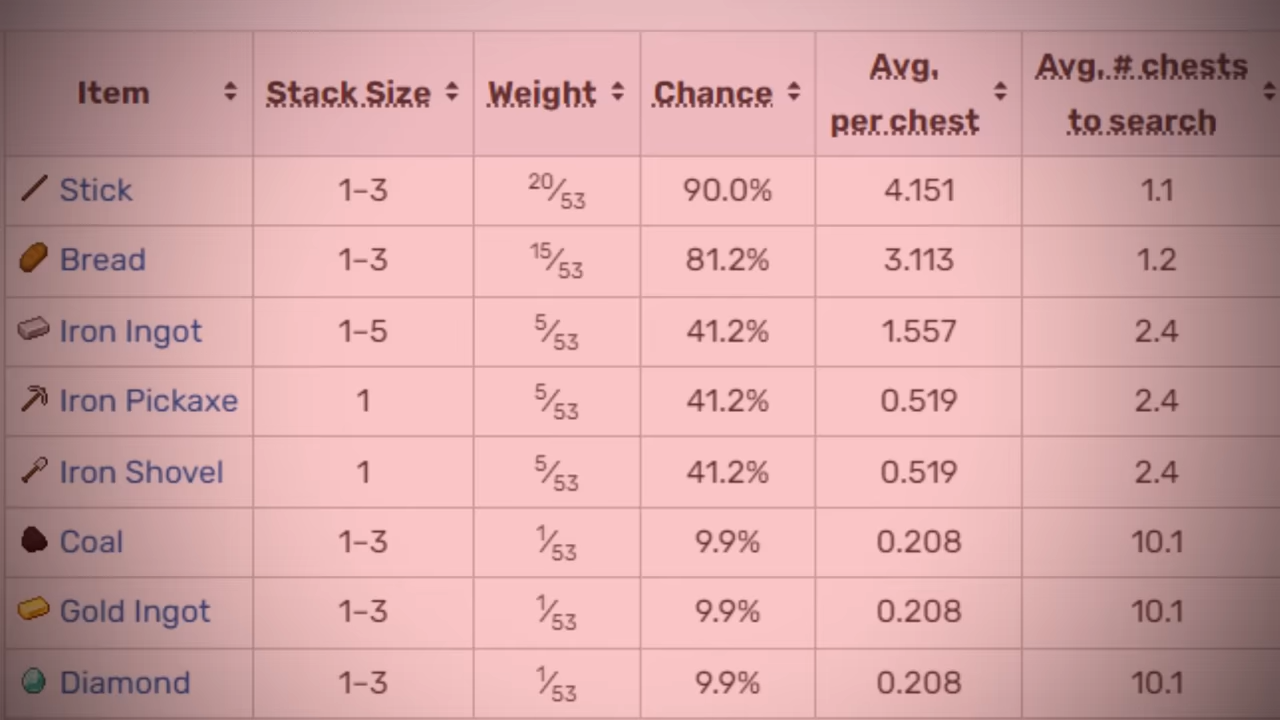 Item Stack Size Weight Chance Avg. per chest Avg. # chests to search
Stick 1–3 20⁄53 90.0% 4.151 1.1
Bread 1–3 15⁄53 81.2% 3.113 1.2
Iron Ingot 1–5 5⁄53 41.2% 1.557 2.4
Iron Pickaxe 1 5⁄53 41.2% 0.519 2.4
Iron Shovel 1 5⁄53 41.2% 0.519 2.4
Coal 1–3 1⁄53 9.9% 0.208 10.1
Gold Ingot 1–3 1⁄53 9.9% 0.208 10.1
Diamond 1–3 1⁄53 9.9% 0.208 10.1